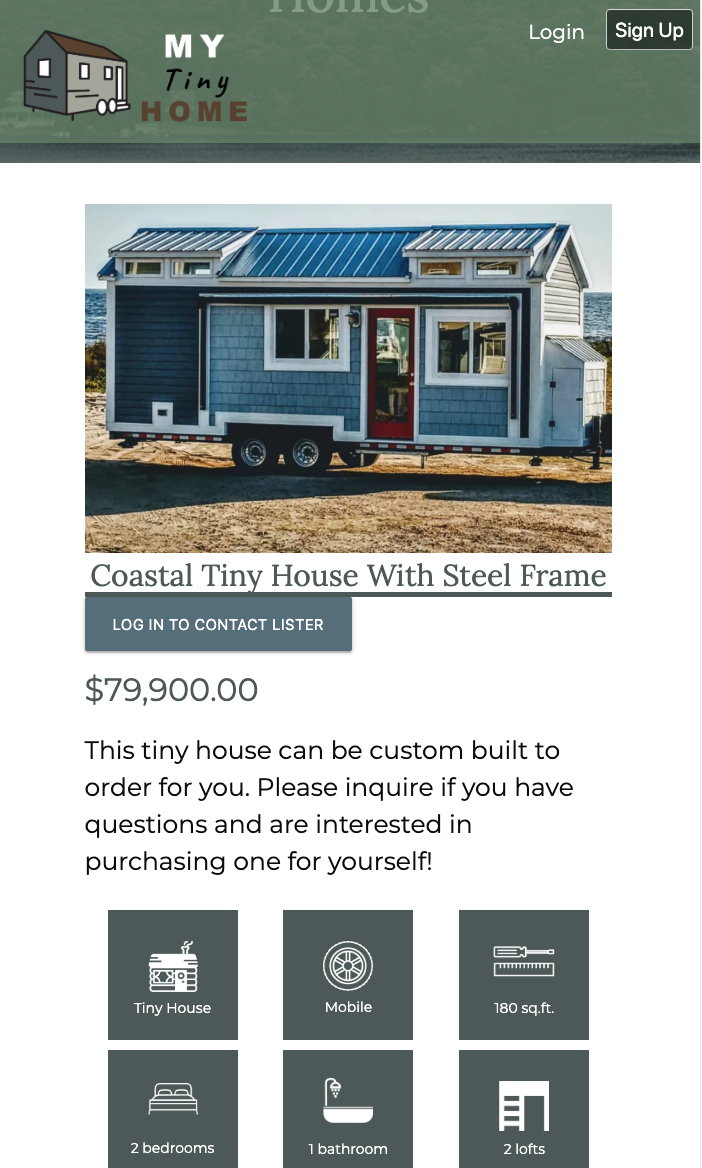 Homes
Login
Sign Up
MY
Tiny
HOME
Coastal Tiny House With Steel Frame
LOG IN TO CONTACT LISTER
$79,900.00
This tiny house can be custom built to
order for you. Please inquire if you have
questions and are interested in
purchasing one for yourself!
Tiny House
Mobile
180 sq.ft.
2 bedrooms
1 bathroom
2 lofts